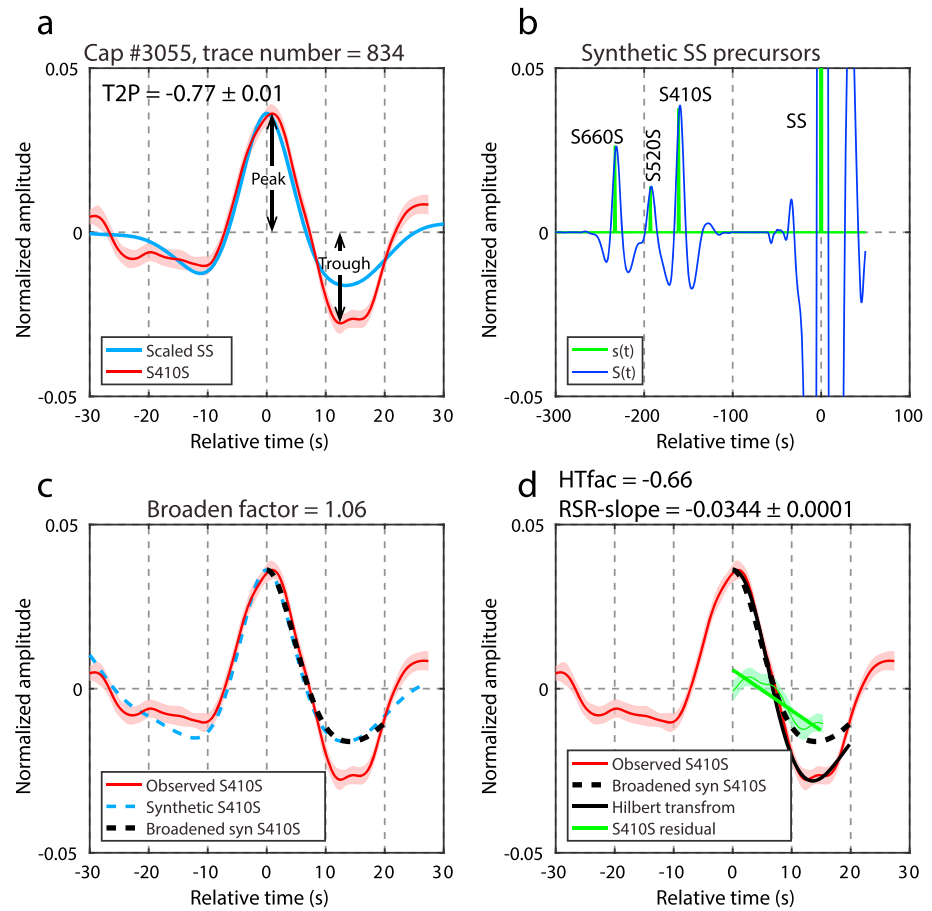 a
Cap #3055, trace number = 834
T2P = -0.77 ± 0.01
Peak
Trough
Scaled SS
S410S
0.05
0
-0.05
-30
-20
-10
0
10
20
30
Normalized amplitude
Relative time (s)
b
Synthetic SS precursors
S660S
S520S
S410S
SS
s(t)
S(t)
0.05
0
-0.05
-300
-200
-100
0
100
Normalized amplitude
Relative time (s)
c
Broaden factor = 1.06
Observed S410S
Synthetic S410S
Broadened syn S410S
0.05
0
-0.05
-30
-20
-10
0
10
20
30
Normalized amplitude
Relative time (s)
d
HTfac = -0.66
RSR-slope = -0.0344 ± 0.0001
Observed S410S
Broadened syn S410S
Hilbert transfrom
S410S residual
0.05
0
-0.05
-30
-20
-10
0
10
20
30
Normalized amplitude
Relative time (s)